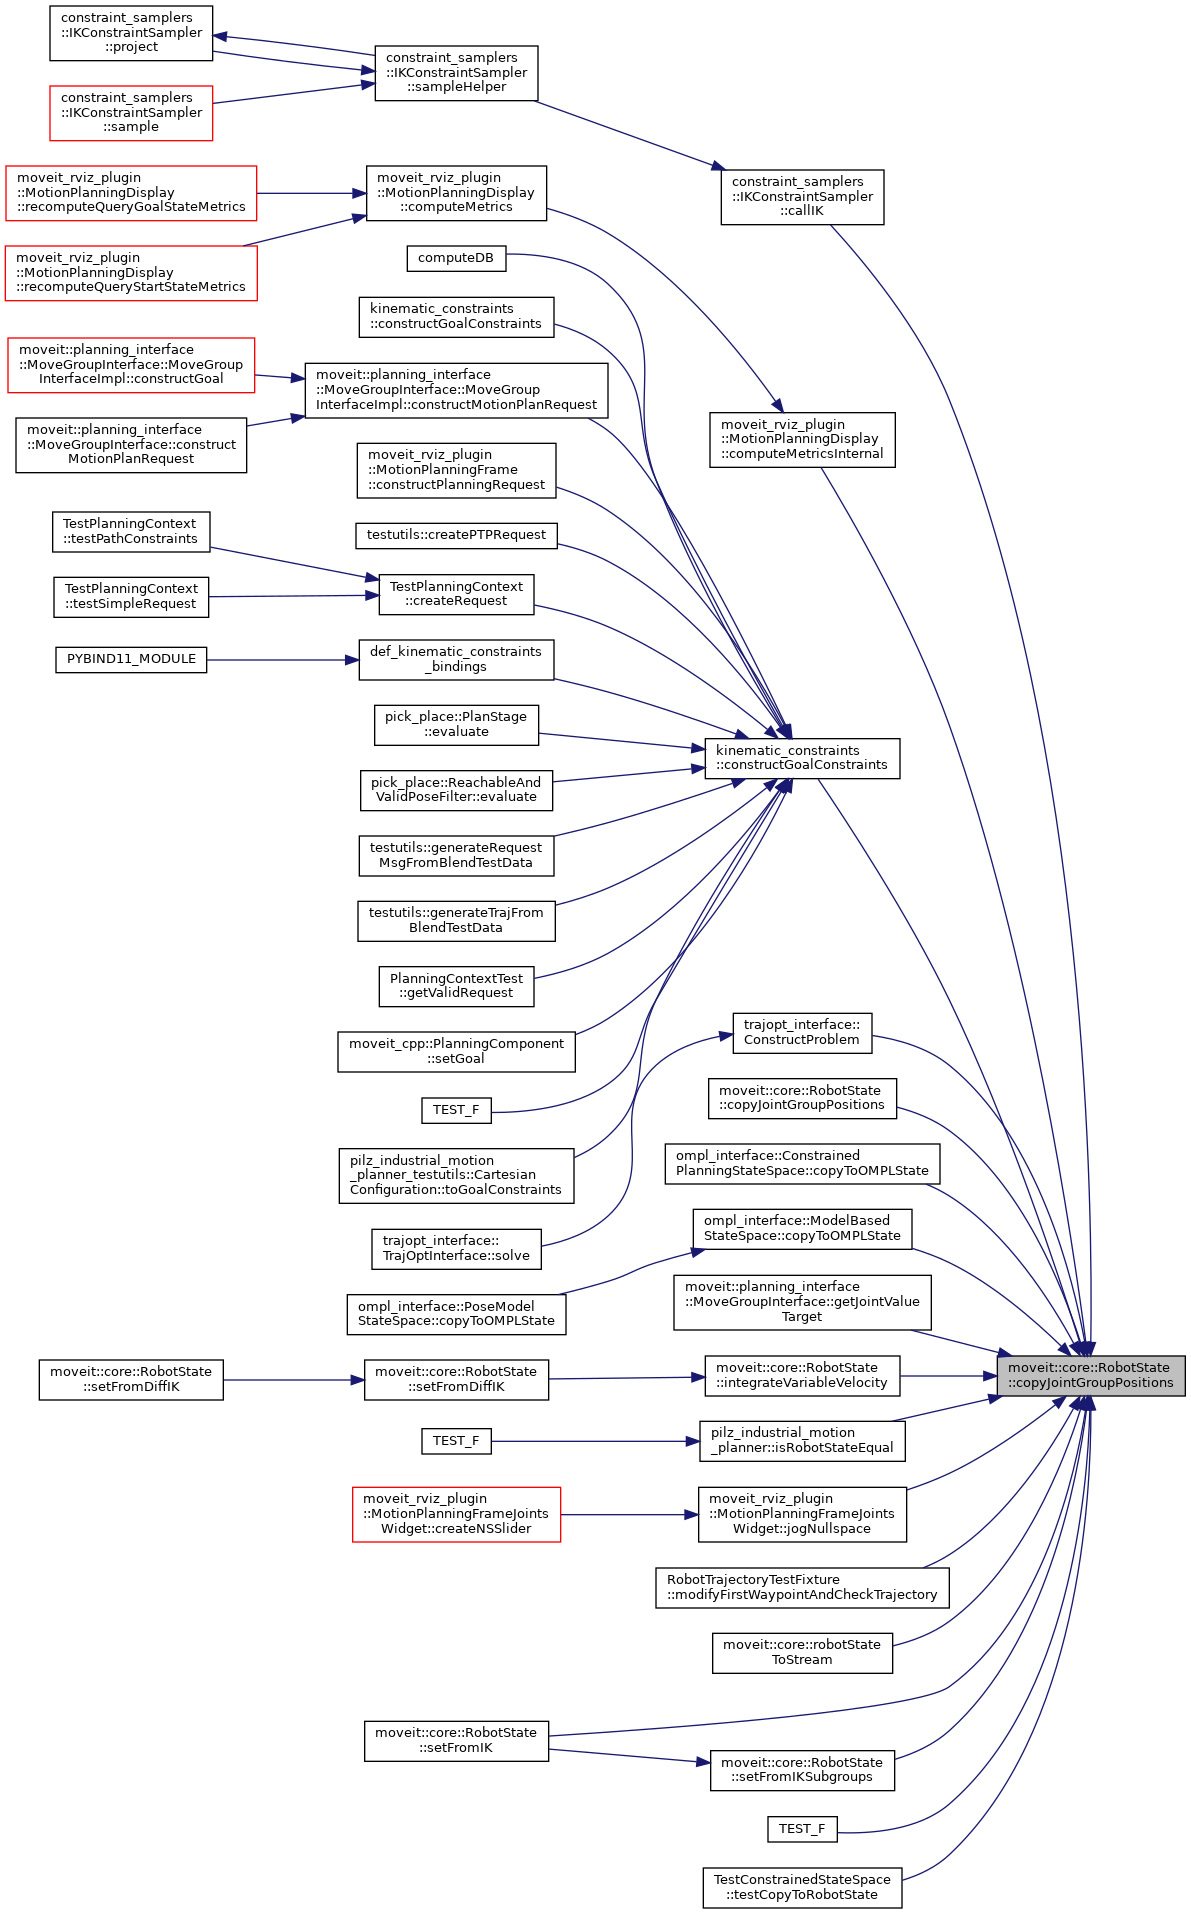 constraint_samplers
::IKConstraintSampler
::project
constraint_samplers
::IKConstraintSampler
::sampleHelper
constraint_samplers
::IKConstraintSampler
::sample
moveit_rviz_plugin
::MotionPlanningDisplay
::recomputeQueryGoalStateMetrics
moveit_rviz_plugin
::MotionPlanningDisplay
::computeMetrics
constraint_samplers
::IKConstraintSampler
::callIK
moveit_rviz_plugin
::MotionPlanningDisplay
::recomputeQueryStartStateMetrics
computeDB
kinematic_constraints
::constructGoalConstraints
moveit::planning_interface
::MoveGroupInterface::MoveGroup
InterfaceImpl::constructGoal
moveit::planning_interface
::MoveGroupInterface::MoveGroup
InterfaceImpl::constructMotionPlanRequest
moveit::planning_interface
::MoveGroupInterface::construct
MotionPlanRequest
moveit_rviz_plugin
::MotionPlanningDisplay
::computeMetricsInternal
moveit_rviz_plugin
::MotionPlanningFrame
::constructPlanningRequest
TestPlanningContext
::testPathConstraints
testutils::createPTPRequest
TestPlanningContext
::testSimpleRequest
TestPlanningContext
::createRequest
PYBIND11_MODULE
def_kinematic_constraints
_bindings
pick_place::PlanStage
::evaluate
kinematic_constraints
::constructGoalConstraints
pick_place::ReachableAnd
ValidPoseFilter::evaluate
testutils::generateRequest
MsgFromBlendTestData
testutils::generateTrajFrom
BlendTestData
PlanningContextTest
::getValidRequest
moveit_cpp::PlanningComponent
::setGoal
trajopt_interface::
ConstructProblem
TEST_F
moveit::core::RobotState
::copyJointGroupPositions
pilz_industrial_motion
_planner_testutils::Cartesian
Configuration::toGoalConstraints
ompl_interface::Constrained
PlanningStateSpace::copyToOMPLState
trajopt_interface::
TrajOptInterface::solve
ompl_interface::ModelBased
StateSpace::copyToOMPLState
ompl_interface::PoseModel
StateSpace::copyToOMPLState
moveit::planning_interface
::MoveGroupInterface::getJointValue
Target
moveit::core::RobotState
::setFromDiffIK
moveit::core::RobotState
::setFromDiffIK
moveit::core::RobotState
::integrateVariableVelocity
moveit::core::RobotState
::copyJointGroupPositions
TEST_F
pilz_industrial_motion
_planner::isRobotStateEqual
moveit_rviz_plugin
::MotionPlanningFrameJoints
Widget::createNSSlider
moveit_rviz_plugin
::MotionPlanningFrameJoints
Widget::jogNullspace
RobotTrajectoryTestFixture
::modifyFirstWaypointAndCheckTrajectory
moveit::core::robotState
ToStream
moveit::core::RobotState
::setFromIK
moveit::core::RobotState
::setFromIKSubgroups
TEST_F
TestConstrainedStateSpace
::testCopyToRobotState